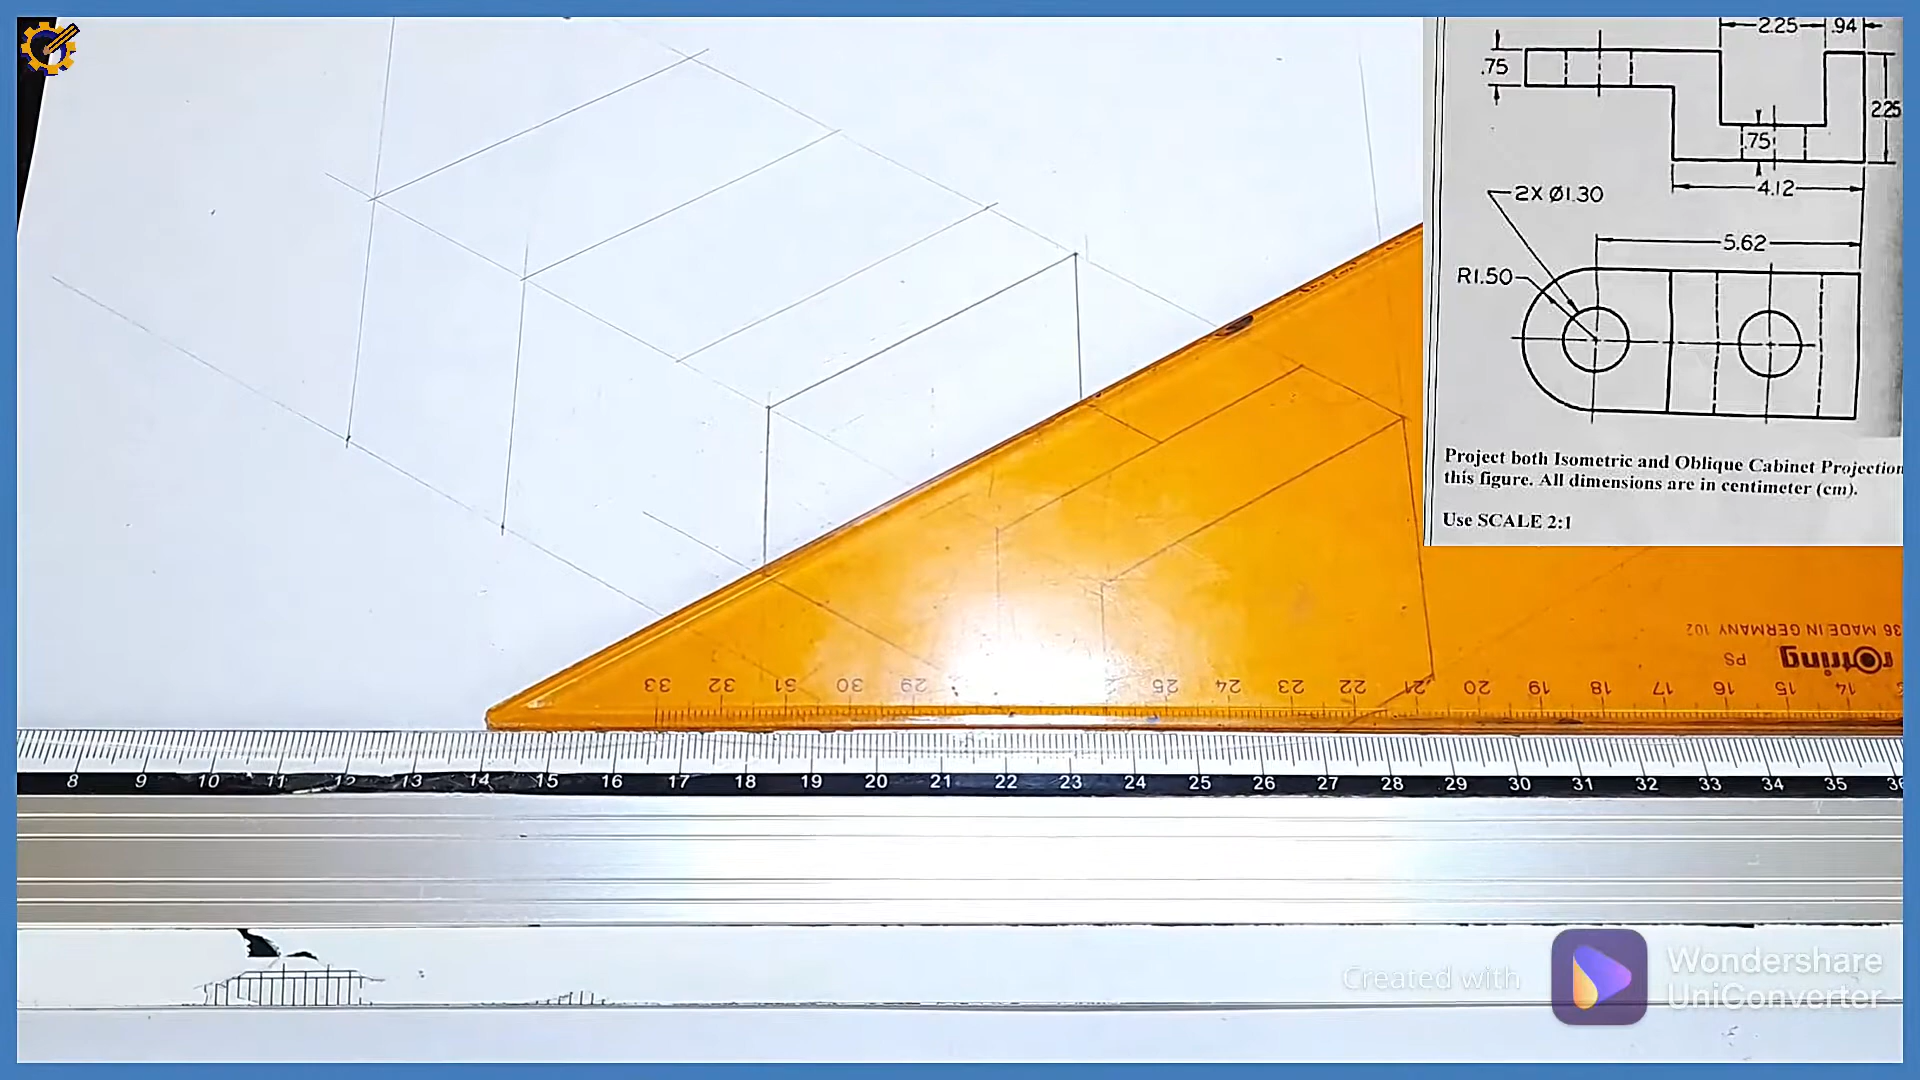 2.25 .94
.75
2.25
.75
4.12
2X Ø1.30
5.62
R1.50
Project both Isometric and Oblique Cabinet Projection
this figure. All dimensions are in centimeter (cm).
Use SCALE 2:1
36 MADE IN GERMANY 102
rotring
PS
33 32 31 30 29 25 24 23 22 21 20 19 18 17 16 15 14
8 9 10 11 12 13 14 15 16 17 18 19 20 21 22 23 24 25 26 27 28 29 30 31 32 33 34 35
Created with
Wondershare
UniConverter